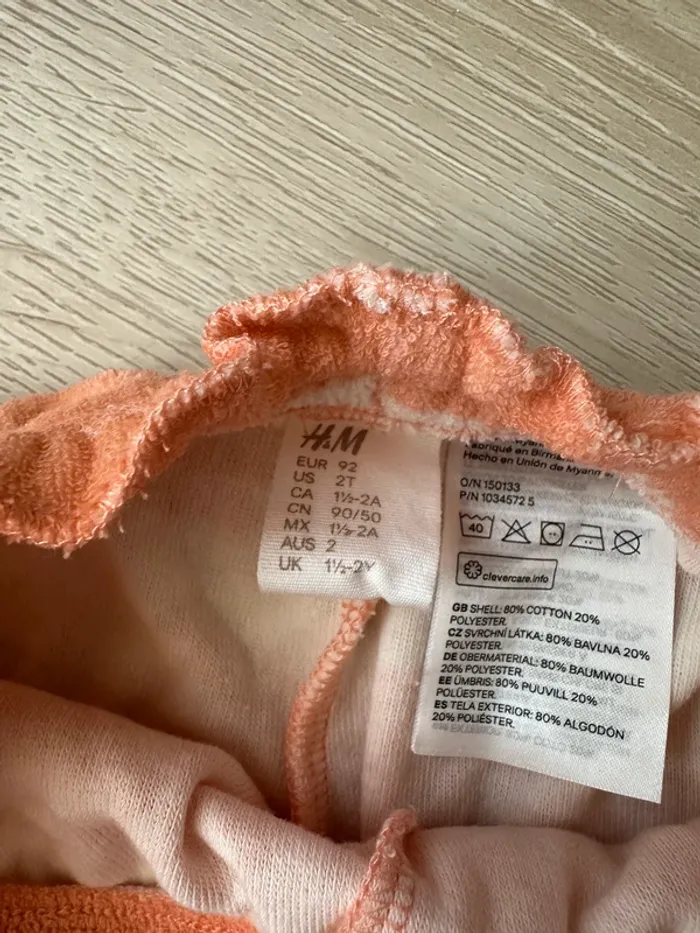 H&M
EUR 92
US 2T
CA 1½-2A
CN 90/50
MX 1½-2A
AUS 2
UK 1½-2Y
Fabriqué en
Hecho en Unión de
O/N 150133
P/N 1034572 5
40
clevercare.info
GB SHELL: 80% COTTON 20%
POLYESTER.
CZ SVRCHNÍ LÁTKA: 80% BAVLNA 20%
POLYESTER.
DE OBERMATERIAL: 80% BAUMWOLLE
20% POLYESTER.
EE ÜMBRIS: 80% PUUVILL 20%
POLÜESTER.
ES TELA EXTERIOR: 80% ALGODÓN
20% POLIÉSTER.